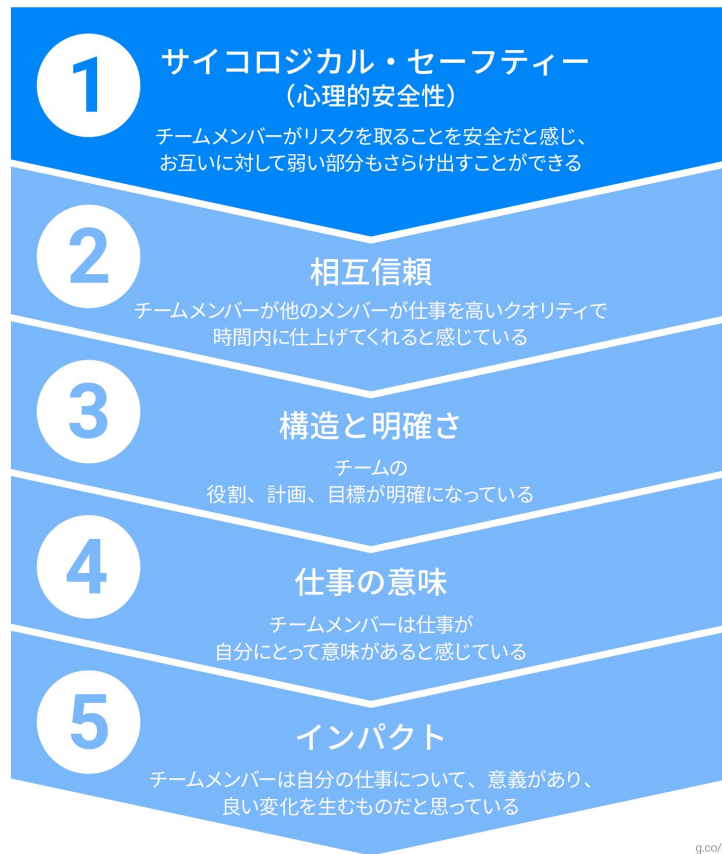 1
サイコロジカル・セーフティー
（心理的安全性）
チームメンバーがリスクを取ることを安全だと感じ、
お互いに対して弱い部分もさらけ出すことができる
2
相互信頼
チームメンバーが他のメンバーが仕事を高いクオリティで
時間内に仕上げてくれると感じている
3
構造と明確さ
チームの
役割、計画、目標が明確になっている
4
仕事の意味
チームメンバーは仕事が
自分にとって意味があると感じている
5
インパクト
チームメンバーは自分の仕事について、意義があり、
良い変化を生むものだと思っている
g.co/